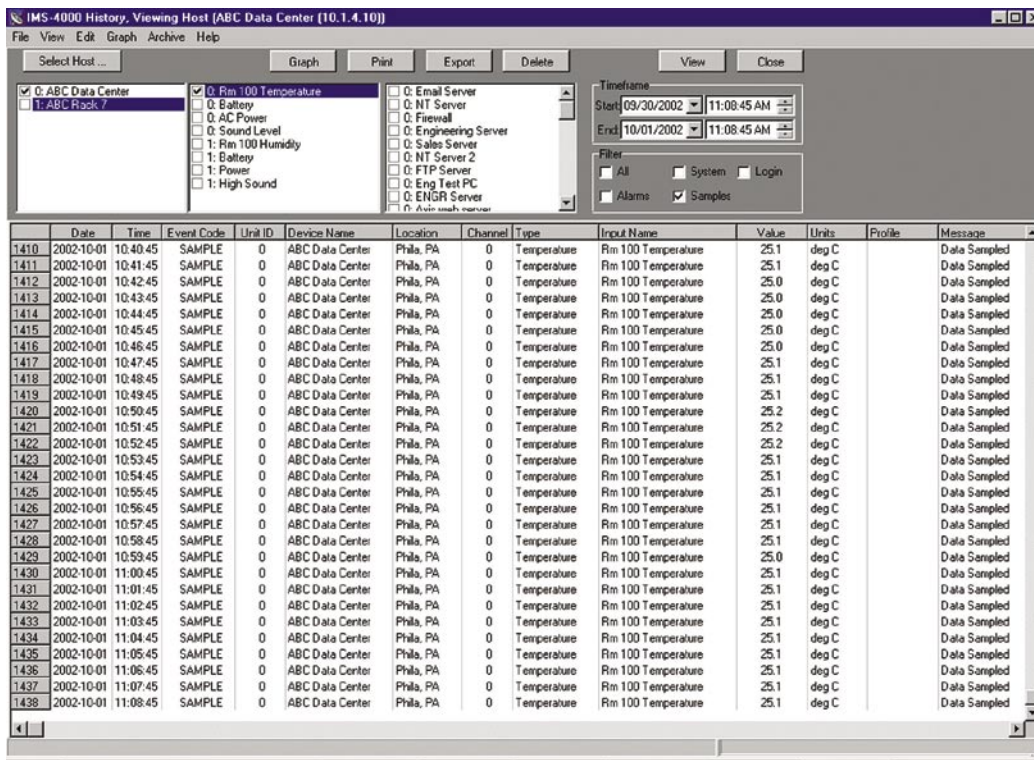 IMS-4000 History, Viewing Host (ABC Data Center (10.1.4.10))
File View Edit Graph Archive Help
Select Host ... Graph Print Export Delete View Close
0: ABC Data Center
1: ABC Rack 7
0: Rm 100 Temperature
0: Battery
0: AC Power
0: Sound Level
1: Rm 100 Humidity
1: Battery
1: Power
1: High Sound
0: Email Server
0: NT Server
0: Firewall
0: Engineering Server
0: Sales Server
0: NT Server 2
0: FTP Server
0: Eng Test PC
0: ENGR Server
0: Axis web server
Timeframe
Start: 09/30/2002 11:08:45 AM
End: 10/01/2002 11:08:45 AM
Filter
All System Login
Alarms Samples
Date Time Event Code Unit ID Device Name Location Channel Type Input Name Value Units Profile Message
1410 2002-10-01 10:40:45 SAMPLE 0 ABC Data Center Phila, PA 0 Temperature Rm 100 Temperature 25.1 deg C Data Sampled
1411 2002-10-01 10:41:45 SAMPLE 0 ABC Data Center Phila, PA 0 Temperature Rm 100 Temperature 25.1 deg C Data Sampled
1412 2002-10-01 10:42:45 SAMPLE 0 ABC Data Center Phila, PA 0 Temperature Rm 100 Temperature 25.0 deg C Data Sampled
1413 2002-10-01 10:43:45 SAMPLE 0 ABC Data Center Phila, PA 0 Temperature Rm 100 Temperature 25.0 deg C Data Sampled
1414 2002-10-01 10:44:45 SAMPLE 0 ABC Data Center Phila, PA 0 Temperature Rm 100 Temperature 25.0 deg C Data Sampled
1415 2002-10-01 10:45:45 SAMPLE 0 ABC Data Center Phila, PA 0 Temperature Rm 100 Temperature 25.0 deg C Data Sampled
1416 2002-10-01 10:46:45 SAMPLE 0 ABC Data Center Phila, PA 0 Temperature Rm 100 Temperature 25.0 deg C Data Sampled
1417 2002-10-01 10:47:45 SAMPLE 0 ABC Data Center Phila, PA 0 Temperature Rm 100 Temperature 25.1 deg C Data Sampled
1418 2002-10-01 10:48:45 SAMPLE 0 ABC Data Center Phila, PA 0 Temperature Rm 100 Temperature 25.1 deg C Data Sampled
1419 2002-10-01 10:49:45 SAMPLE 0 ABC Data Center Phila, PA 0 Temperature Rm 100 Temperature 25.1 deg C Data Sampled
1420 2002-10-01 10:50:45 SAMPLE 0 ABC Data Center Phila, PA 0 Temperature Rm 100 Temperature 25.2 deg C Data Sampled
1421 2002-10-01 10:51:45 SAMPLE 0 ABC Data Center Phila, PA 0 Temperature Rm 100 Temperature 25.2 deg C Data Sampled
1422 2002-10-01 10:52:45 SAMPLE 0 ABC Data Center Phila, PA 0 Temperature Rm 100 Temperature 25.2 deg C Data Sampled
1423 2002-10-01 10:53:45 SAMPLE 0 ABC Data Center Phila, PA 0 Temperature Rm 100 Temperature 25.1 deg C Data Sampled
1424 2002-10-01 10:54:45 SAMPLE 0 ABC Data Center Phila, PA 0 Temperature Rm 100 Temperature 25.1 deg C Data Sampled
1425 2002-10-01 10:55:45 SAMPLE 0 ABC Data Center Phila, PA 0 Temperature Rm 100 Temperature 25.1 deg C Data Sampled
1426 2002-10-01 10:56:45 SAMPLE 0 ABC Data Center Phila, PA 0 Temperature Rm 100 Temperature 25.1 deg C Data Sampled
1427 2002-10-01 10:57:45 SAMPLE 0 ABC Data Center Phila, PA 0 Temperature Rm 100 Temperature 25.1 deg C Data Sampled
1428 2002-10-01 10:58:45 SAMPLE 0 ABC Data Center Phila, PA 0 Temperature Rm 100 Temperature 25.1 deg C Data Sampled
1429 2002-10-01 10:59:45 SAMPLE 0 ABC Data Center Phila, PA 0 Temperature Rm 100 Temperature 25.0 deg C Data Sampled
1430 2002-10-01 11:00:45 SAMPLE 0 ABC Data Center Phila, PA 0 Temperature Rm 100 Temperature 25.1 deg C Data Sampled
1431 2002-10-01 11:01:45 SAMPLE 0 ABC Data Center Phila, PA 0 Temperature Rm 100 Temperature 25.1 deg C Data Sampled
1432 2002-10-01 11:02:45 SAMPLE 0 ABC Data Center Phila, PA 0 Temperature Rm 100 Temperature 25.1 deg C Data Sampled
1433 2002-10-01 11:03:45 SAMPLE 0 ABC Data Center Phila, PA 0 Temperature Rm 100 Temperature 25.1 deg C Data Sampled
1434 2002-10-01 11:04:45 SAMPLE 0 ABC Data Center Phila, PA 0 Temperature Rm 100 Temperature 25.1 deg C Data Sampled
1435 2002-10-01 11:05:45 SAMPLE 0 ABC Data Center Phila, PA 0 Temperature Rm 100 Temperature 25.1 deg C Data Sampled
1436 2002-10-01 11:06:45 SAMPLE 0 ABC Data Center Phila, PA 0 Temperature Rm 100 Temperature 25.1 deg C Data Sampled
1437 2002-10-01 11:07:45 SAMPLE 0 ABC Data Center Phila, PA 0 Temperature Rm 100 Temperature 25.1 deg C Data Sampled
1438 2002-10-01 11:08:45 SAMPLE 0 ABC Data Center Phila, PA 0 Temperature Rm 100 Temperature 25.1 deg C Data Sampled